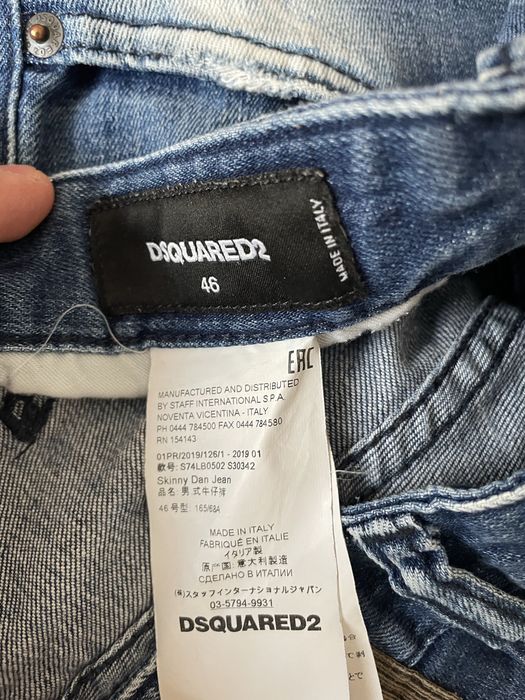 DSQUARED2
46
MADE IN ITALY
EAC
MANUFACTURED AND DISTRIBUTED
BY STAFF INTERNATIONAL S.P.A.
NOVENTA VICENTINA - ITALY
PH 0444 784500 FAX 0444 784580
RN 154143
01PR/2019/126/1 - 2019 01
款号: S74LB0502 S30342
Skinny Dan Jean
品名: 男式牛仔裤
46 号型: 165/68A
MADE IN ITALY
FABRIQUÉ EN ITALIE
イタリア製
原产国: 意大利製造
СДЕЛАНО В ИТАЛИИ
(株)スタッフインターナショナルジャパン
03-5794-9931
DSQUARED2